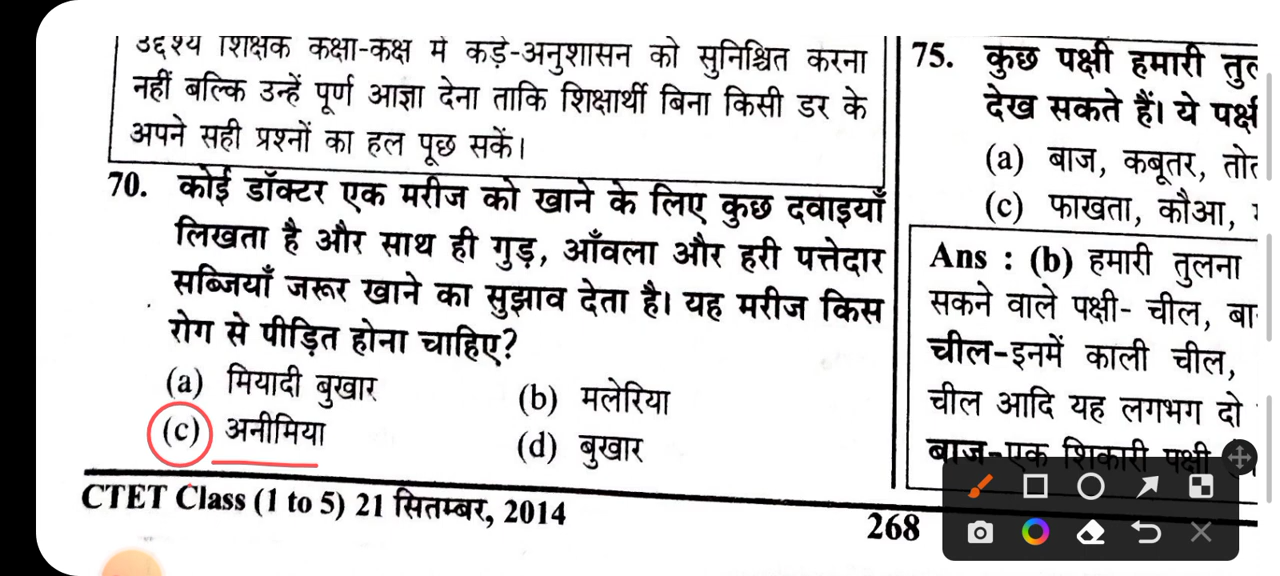 उद्देश्य शिक्षक कक्षा-कक्ष में कड़े-अनुशासन को सुनिश्चित करना
नहीं बल्कि उन्हें पूर्ण आज्ञा देना ताकि शिक्षार्थी बिना किसी डर के
अपने सही प्रश्नों का हल पूछ सकें।
70. कोई डॉक्टर एक मरीज को खाने के लिए कुछ दवाइयाँ
लिखता है और साथ ही गुड़, आँवला और हरी पत्तेदार
सब्जियाँ जरूर खाने का सुझाव देता है। यह मरीज किस
रोग से पीड़ित होना चाहिए?
(a) मियादी बुखार
(b) मलेरिया
(c) अनीमिया
(d) बुखार
CTET Class (1 to 5) 21 सितम्बर, 2014
268
75. कुछ पक्षी हमारी
देख सकते हैं। ये
(a) बाज, कबूतर,
(c) फाखता, कौआ,
Ans : (b) हमारी तुलना
सकने वाले पक्षी- चील,
चील-इनमें काली चील,
चील आदि यह लगभग दो
बाज-एक शिकारी पक्षी